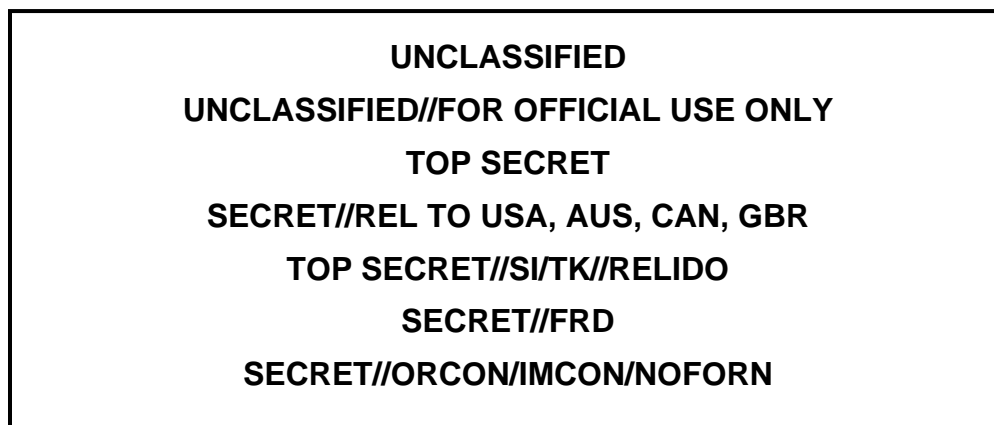 UNCLASSIFIED
UNCLASSIFIED//FOR OFFICIAL USE ONLY
TOP SECRET
SECRET//REL TO USA, AUS, CAN, GBR
TOP SECRET//SI/TK//RELIDO
SECRET//FRD
SECRET//ORCON/IMCON/NOFORN